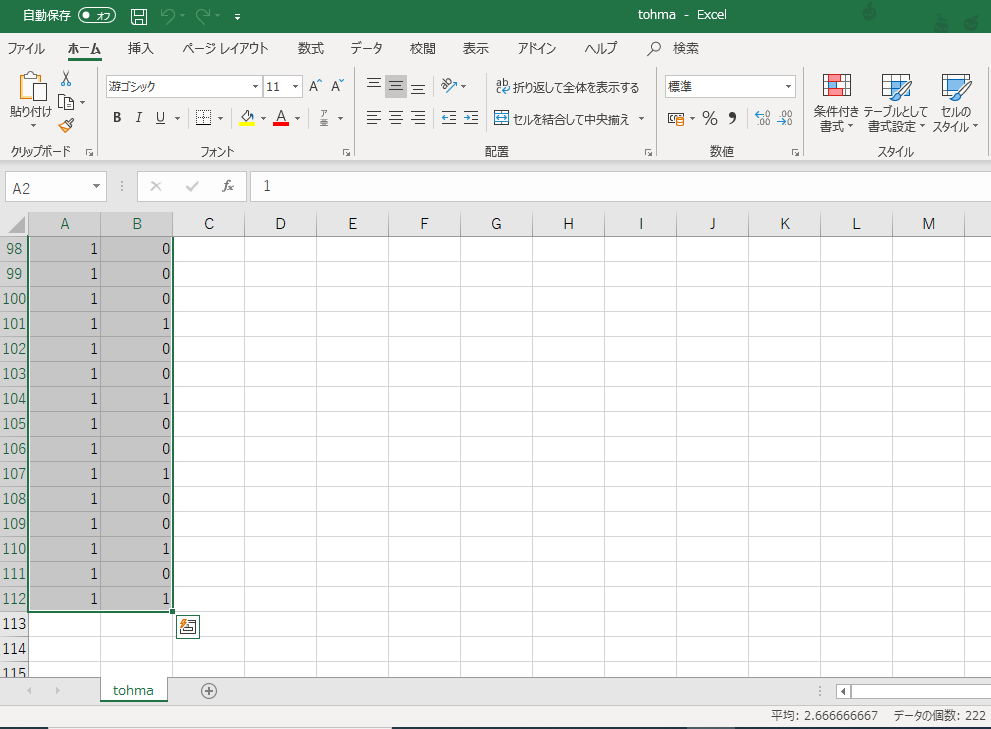 自動保存 オフ
tohma - Excel
ファイル ホーム 挿入 ページ レイアウト 数式 データ 校閲 表示 アドイン ヘルプ 検索
貼り付け
游ゴシック 11 A^ A˅
B I U A
ab 折り返して全体を表示する
セルを結合して中央揃え
標準
% 9 ←0 .00 .00 →0
条件付き書式
テーブルとして書式設定
セルのスタイル
クリップボード フォント 配置 数値 スタイル
A2 fx 1
A B C D E F G H I J K L M
98 1 0
99 1 0
100 1 0
101 1 1
102 1 0
103 1 0
104 1 1
105 1 0
106 1 0
107 1 1
108 1 0
109 1 0
110 1 1
111 1 0
112 1 1
113
114
115
tohma
平均: 2.666666667 データの個数: 222